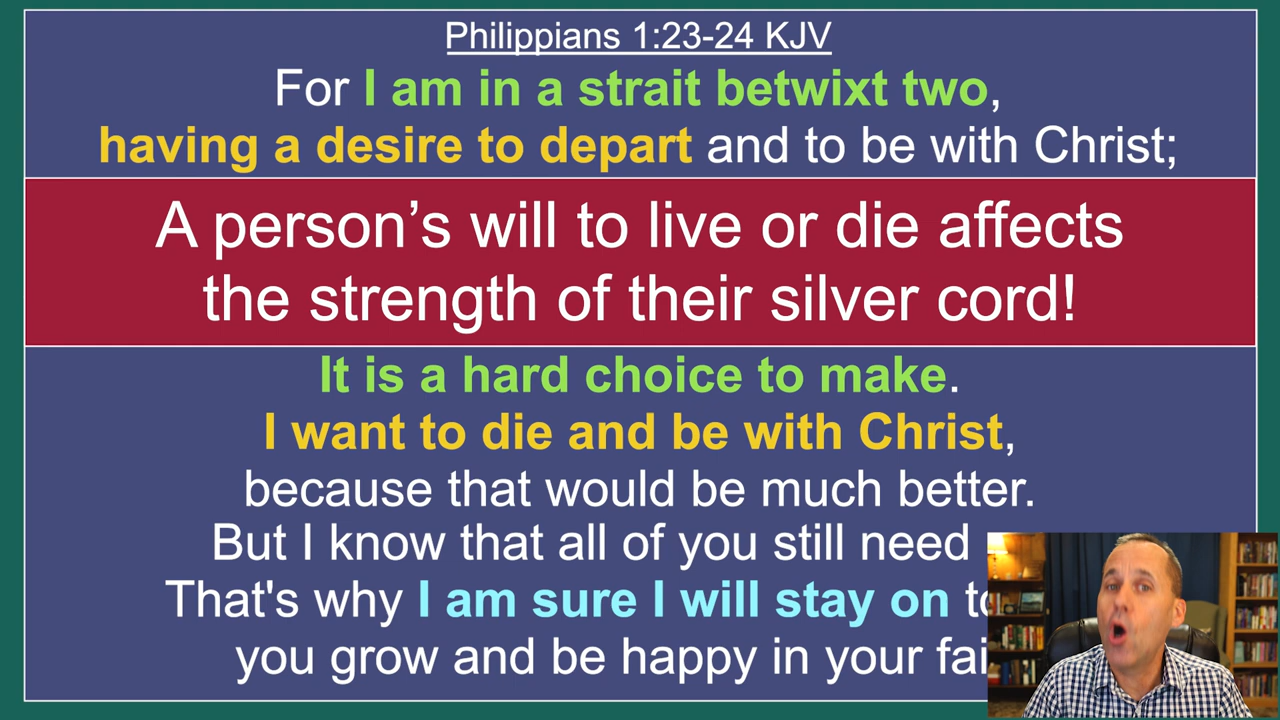 Philippians 1:23-24 KJV
For I am in a strait betwixt two,
having a desire to depart and to be with Christ;
A person’s will to live or die affects
the strength of their silver cord!
It is a hard choice to make.
I want to die and be with Christ,
because that would be much better.
But I know that all of you still need
That's why I am sure I will stay on
you grow and be happy in your